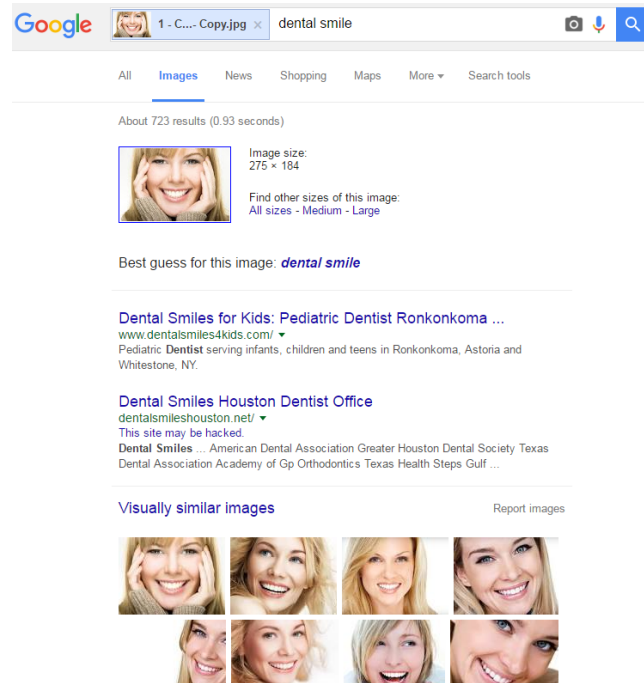 Google 1 - C...- Copy.jpg × dental smile
All Images News Shopping Maps More ▾ Search tools
About 723 results (0.93 seconds)
Image size:
275 × 184
Find other sizes of this image:
All sizes - Medium - Large
Best guess for this image: dental smile
Dental Smiles for Kids: Pediatric Dentist Ronkonkoma ...
www.dentalsmiles4kids.com/ ▾
Pediatric Dentist serving infants, children and teens in Ronkonkoma, Astoria and
Whitestone, NY.
Dental Smiles Houston Dentist Office
dentalsmileshouston.net/ ▾
This site may be hacked.
Dental Smiles ... American Dental Association Greater Houston Dental Society Texas
Dental Association Academy of Gp Orthodontics Texas Health Steps Gulf ...
Visually similar images Report images